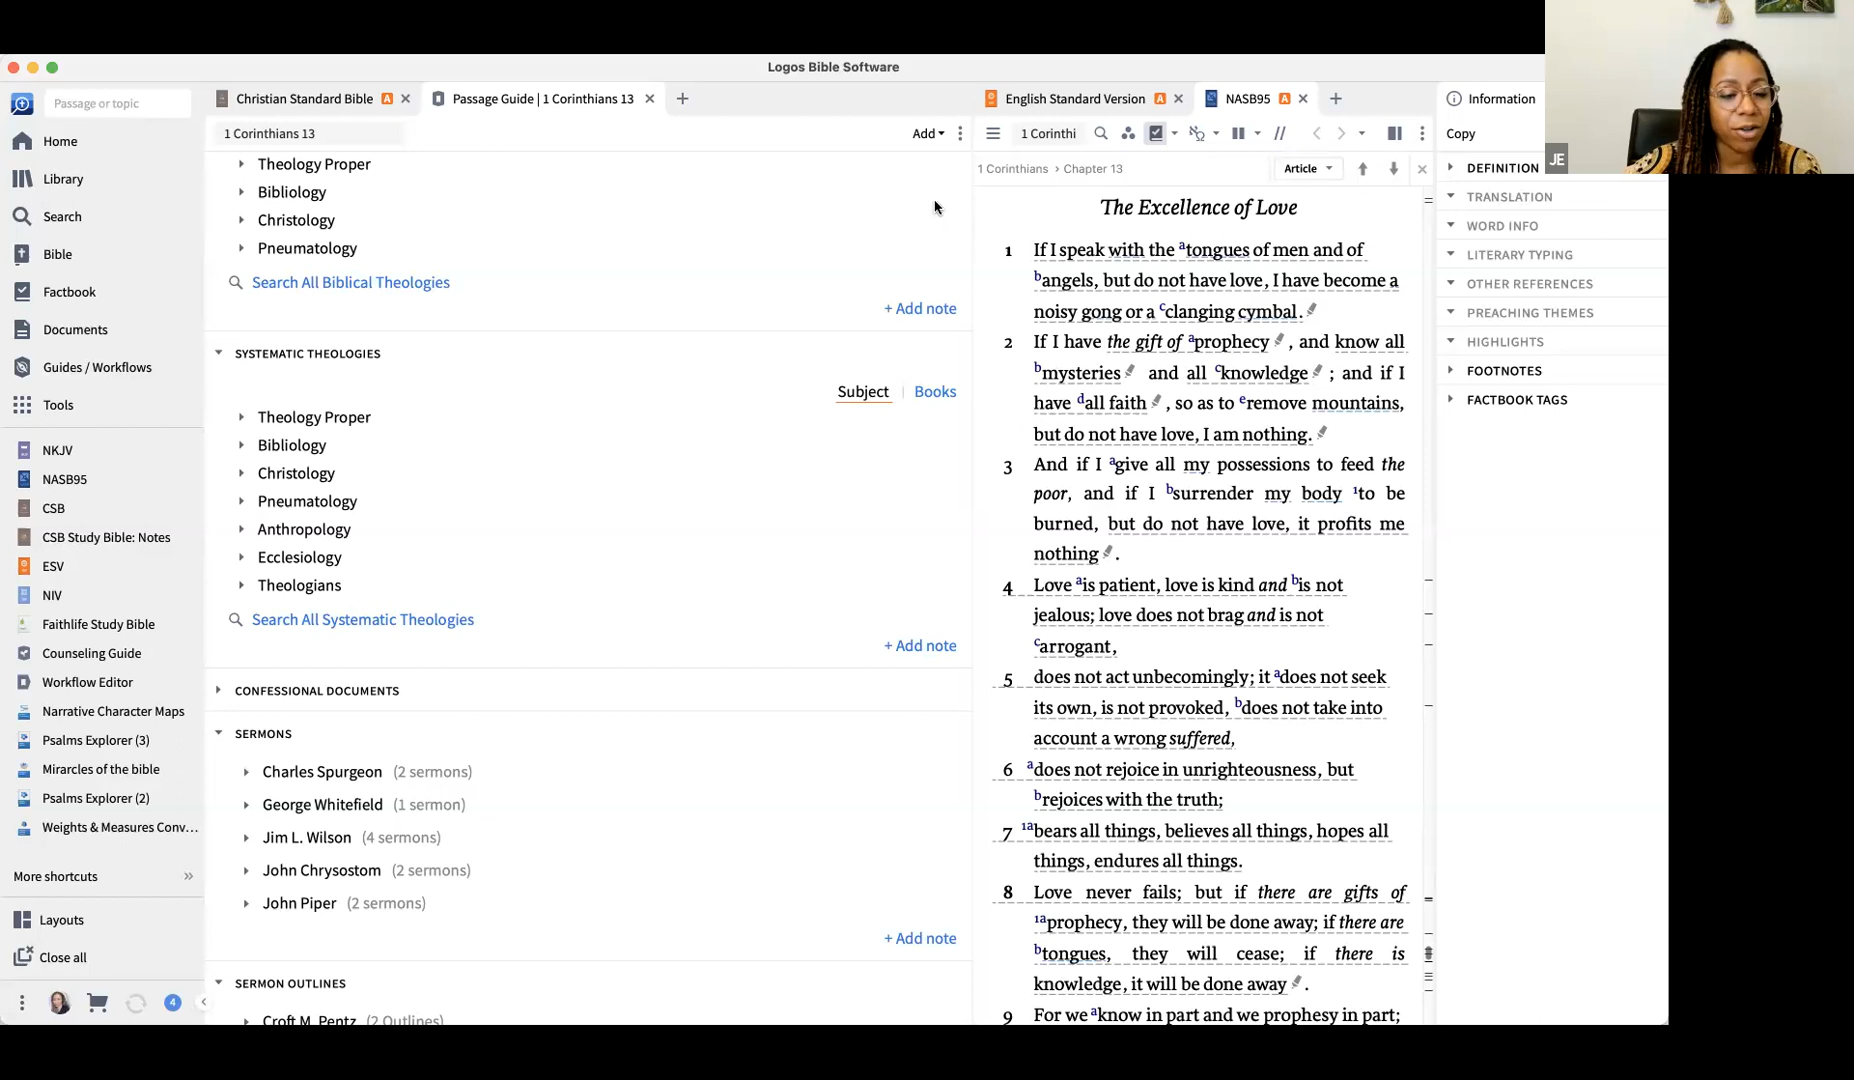 Logos Bible Software
Passage or topic
Home
Library
Search
Bible
Factbook
Documents
Guides / Workflows
Tools
NKJV
NASB95
CSB
CSB Study Bible: Notes
ESV
NIV
Faithlife Study Bible
Counseling Guide
Workflow Editor
Narrative Character Maps
Psalms Explorer (3)
Mirarcles of the bible
Psalms Explorer (2)
Weights & Measures Conv…
More shortcuts »
Layouts
Close all
4
Christian Standard Bible A
Passage Guide | 1 Corinthians 13
1 Corinthians 13
Add
Theology Proper
Bibliology
Christology
Pneumatology
Search All Biblical Theologies
+ Add note
SYSTEMATIC THEOLOGIES
Subject | Books
Theology Proper
Bibliology
Christology
Pneumatology
Anthropology
Ecclesiology
Theologians
Search All Systematic Theologies
+ Add note
CONFESSIONAL DOCUMENTS
SERMONS
Charles Spurgeon (2 sermons)
George Whitefield (1 sermon)
Jim L. Wilson (4 sermons)
John Chrysostom (2 sermons)
John Piper (2 sermons)
+ Add note
SERMON OUTLINES
Croft M. Pentz (2 Outlines)
English Standard Version A
NASB95 A
1 Corinthi
1 Corinthians › Chapter 13
Article
The Excellence of Love
1 If I speak with the a tongues of men and of
b angels, but do not have love, I have become a
noisy gong or a c clanging cymbal.
2 If I have the gift of a prophecy , and know all
b mysteries and all c knowledge ; and if I
have d all faith , so as to e remove mountains,
but do not have love, I am nothing.
3 And if I a give all my possessions to feed the
poor, and if I b surrender my body 1 to be
burned, but do not have love, it profits me
nothing .
4 Love a is patient, love is kind and b is not
jealous; love does not brag and is not
c arrogant,
5 does not act unbecomingly; it a does not seek
its own, is not provoked, b does not take into
account a wrong suffered,
6 a does not rejoice in unrighteousness, but
b rejoices with the truth;
7 1a bears all things, believes all things, hopes all
things, endures all things.
8 Love never fails; but if there are gifts of
1a prophecy, they will be done away; if there are
b tongues, they will cease; if there is
knowledge, it will be done away .
9 For we a know in part and we prophesy in part;
Information
Copy
DEFINITION
TRANSLATION
WORD INFO
LITERARY TYPING
OTHER REFERENCES
PREACHING THEMES
HIGHLIGHTS
FOOTNOTES
FACTBOOK TAGS
JE